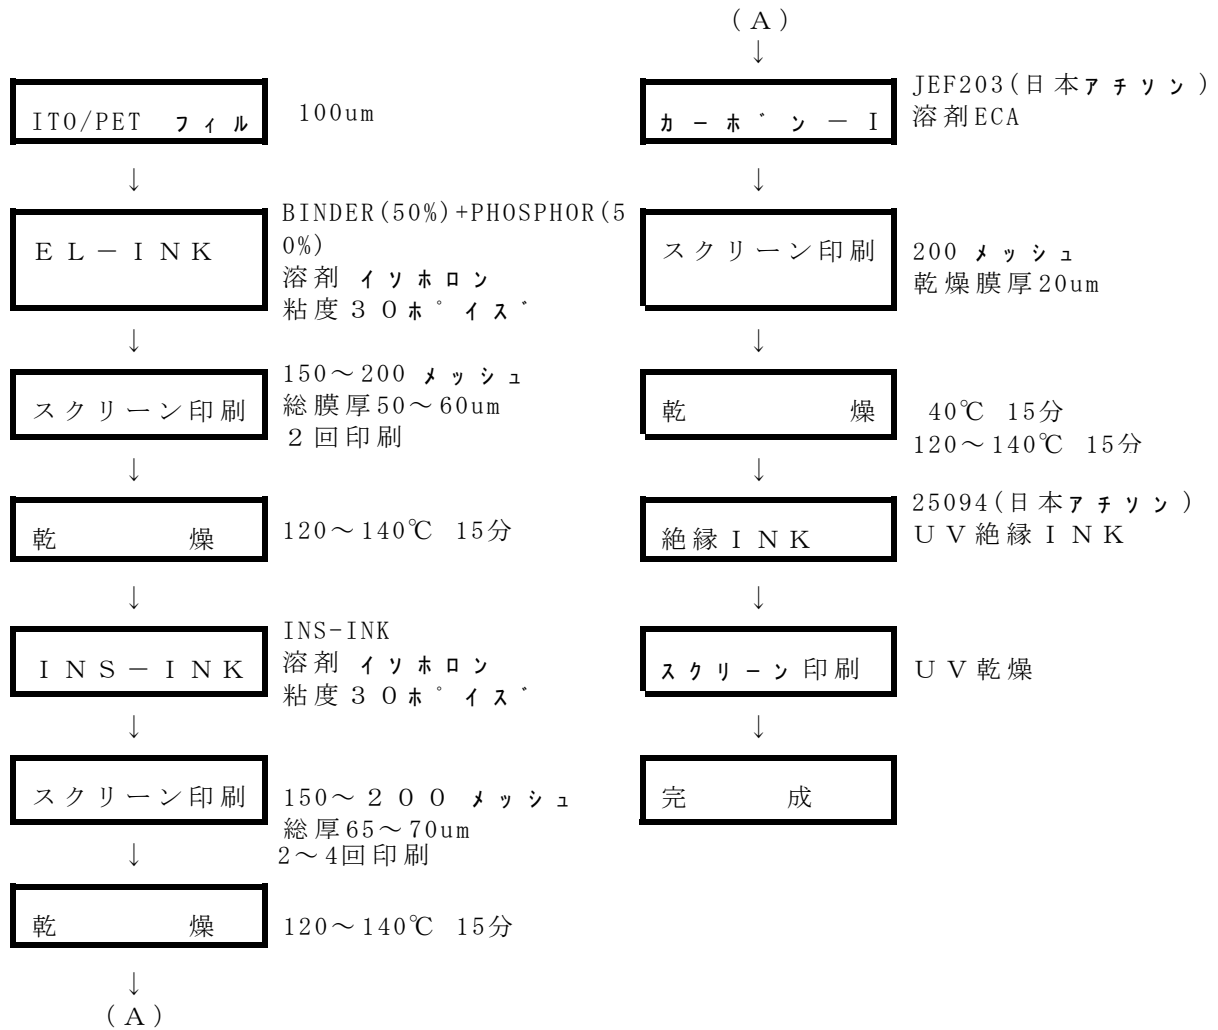 ITO/PET フィル
100um
↓
EL-INK
BINDER(50%)+PHOSPHOR(5
0%)
溶剤 イソホロン
粘度30ポイズ
↓
スクリーン印刷
150~200 メッシュ
総膜厚50~60um
2回印刷
↓
乾 燥
120~140℃ 15分
↓
INS-INK
INS-INK
溶剤 イソホロン
粘度30ポイズ
↓
スクリーン印刷
150~200 メッシュ
総厚65~70um
2~4回印刷
↓
乾 燥
120~140℃ 15分
↓
(A)
(A)
↓
カーボン-I
JEF203(日本アチソン)
溶剤ECA
↓
スクリーン印刷
200 メッシュ
乾燥膜厚20um
↓
乾 燥
40℃ 15分
120~140℃ 15分
↓
絶縁INK
25094(日本アチソン)
UV絶縁INK
↓
スクリーン印刷
UV乾燥
↓
完 成